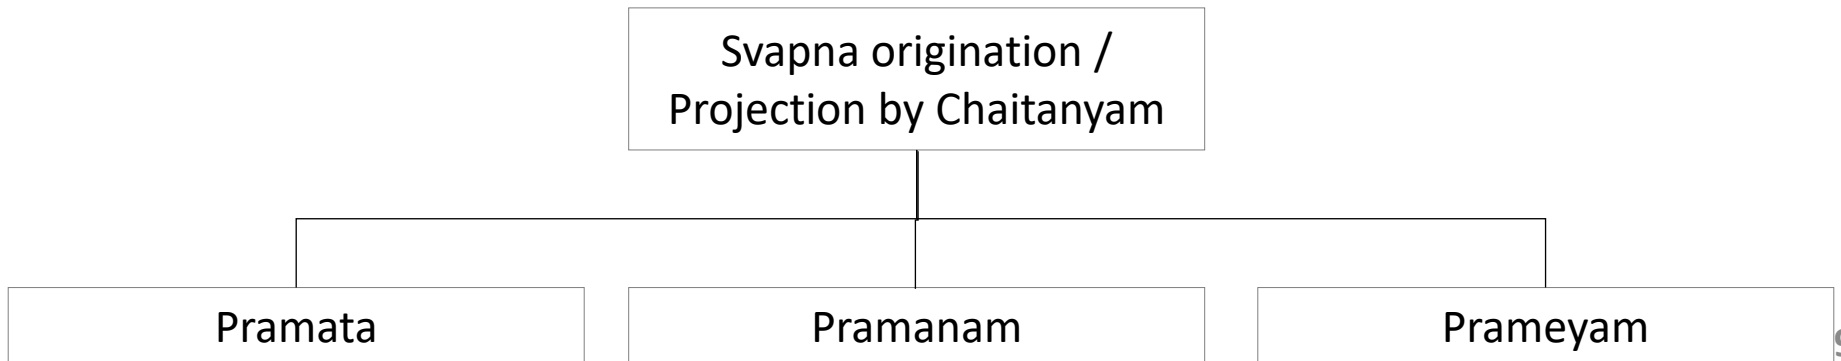 Svapna origination /
Projection by Chaitanyam
Pramata
Pramanam
Prameyam